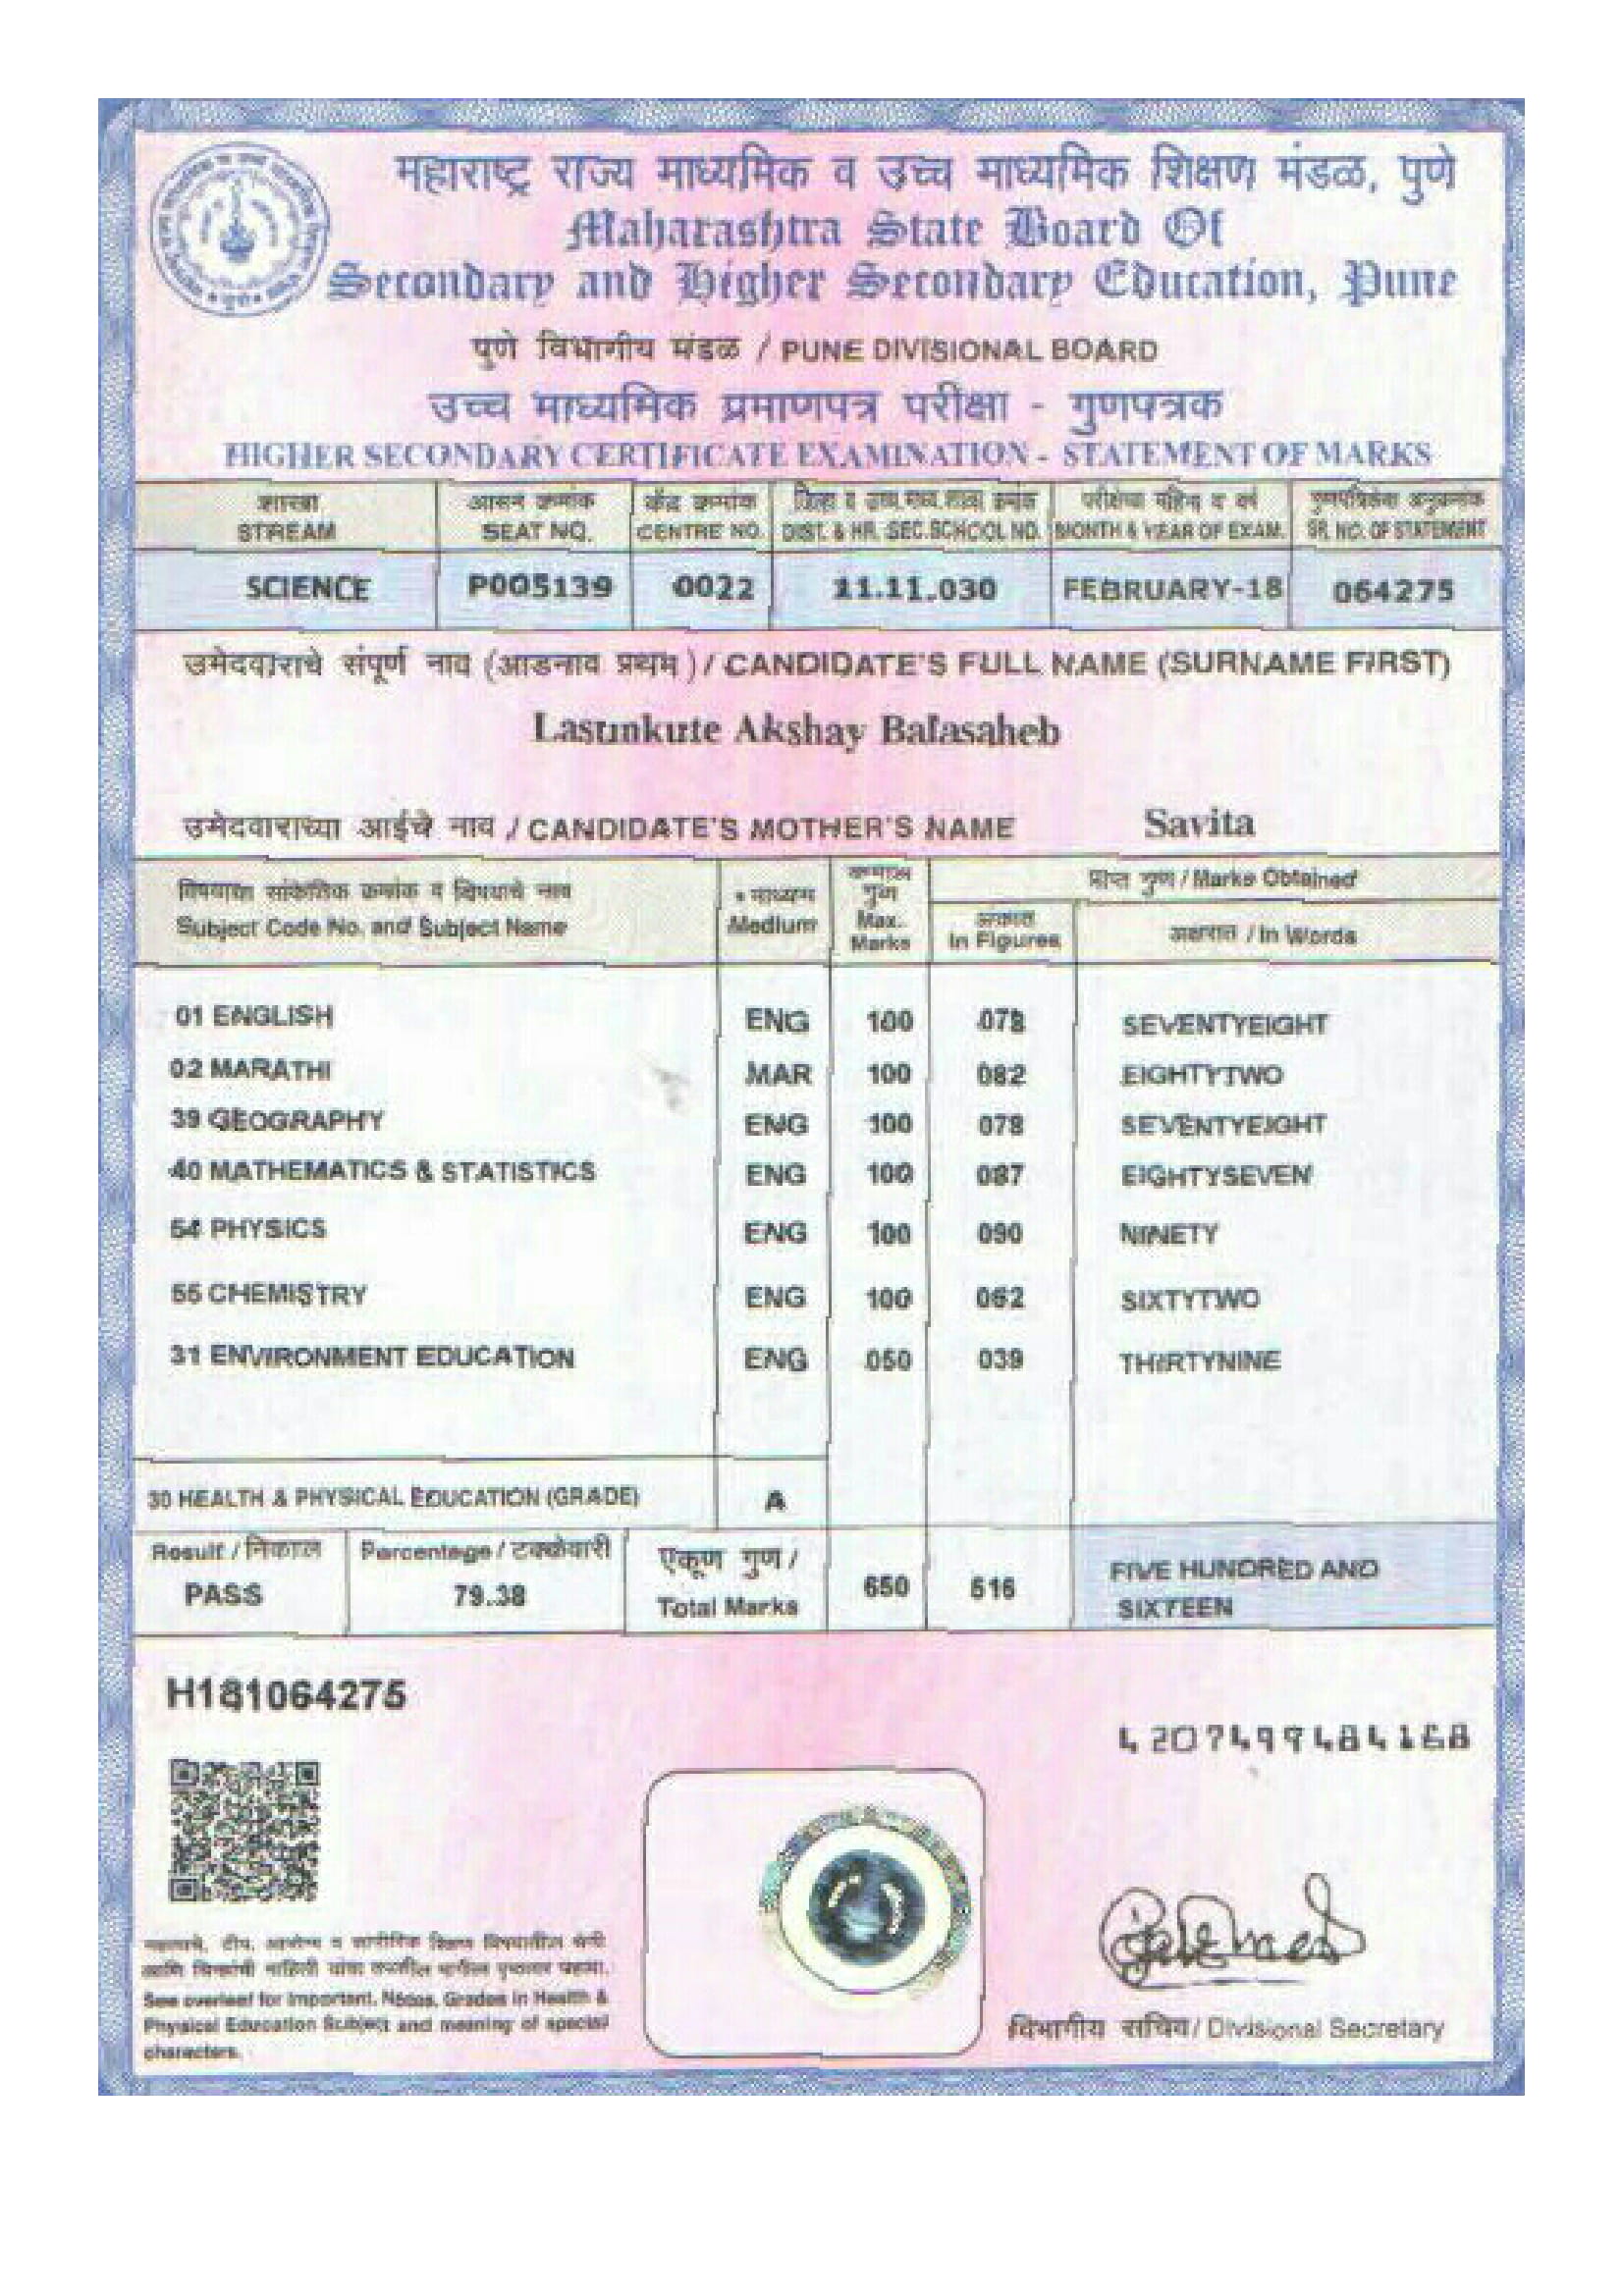 महाराष्ट्र राज्य माध्यमिक व उच्च माध्यमिक शिक्षण मंडळ, पुणे
Maharashtra State Board Of
Secondary and Higher Secondary Education, Pune
पुणे विभागीय मंडळ / PUNE DIVISIONAL BOARD
उच्च माध्यमिक प्रमाणपत्र परीक्षा - गुणपत्रक
HIGHER SECONDARY CERTIFICATE EXAMINATION - STATEMENT OF MARKS
शाखा आसन क्रमांक केंद्र क्रमांक जिल्हा व उच्च माध्य. शाळा क्रमांक परीक्षेचा महिना व वर्ष गुणपत्रिकेचा अनुक्रमांक
STREAM SEAT NO. CENTRE NO. DIST. & HR. SEC.SCHOOL NO. MONTH & YEAR OF EXAM. SR. NO. OF STATEMENT
SCIENCE P005139 0022 11.11.030 FEBRUARY-18 064275
उमेदवाराचे संपूर्ण नाव (आडनाव प्रथम) / CANDIDATE'S FULL NAME (SURNAME FIRST)
Akshay
उमेदवाराच्या आईचे नाव / CANDIDATE'S MOTHER'S NAME Savita
विषयाचा सांकेतिक क्रमांक व विषयाचे नाव माध्यम कमाल गुण प्राप्त गुण / Marks Obtained
Subject Code No. and Subject Name Medium Max. Marks अंकात In Figures अक्षरात / In Words
01 ENGLISH ENG 100 078 SEVENTYEIGHT
02 MARATHI MAR 100 082 EIGHTYTWO
39 GEOGRAPHY ENG 100 078 SEVENTYEIGHT
40 MATHEMATICS & STATISTICS ENG 100 087 EIGHTYSEVEN
54 PHYSICS ENG 100 090 NINETY
55 CHEMISTRY ENG 100 062 SIXTYTWO
31 ENVIRONMENT EDUCATION ENG 050 039 THIRTYNINE
30 HEALTH & PHYSICAL EDUCATION (GRADE) A
Result / निकाल Percentage / टक्केवारी एकूण गुण / 650 516 FIVE HUNDRED AND
PASS 79.38 Total Marks SIXTEEN
H181064275
4207499484168
See overleaf for important, Notes, Grades in Health &
Physical Education Subject and meaning of special
characters.
विभागीय सचिव / Divisional Secretary